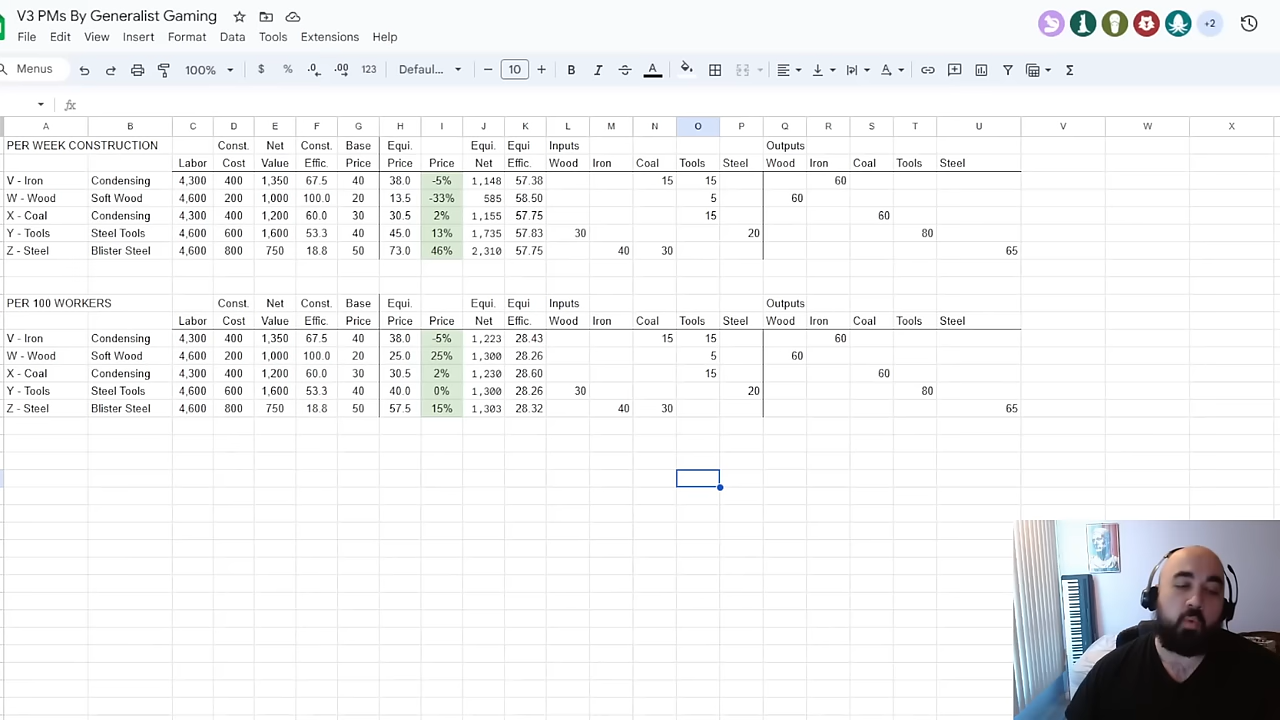 V3 PMs By Generalist Gaming
+2
File Edit View Insert Format Data Tools Extensions Help
Menus 100% $ % .0 .00 123 Defaul... 10 B I A Σ
fx
A B C D E F G H I J K L M N O P Q R S T U V W X
PER WEEK CONSTRUCTION Const. Net Const. Base Equi. Equi. Equi Inputs Outputs
Labor Cost Value Effic. Price Price Price Net Effic. Wood Iron Coal Tools Steel Wood Iron Coal Tools Steel
V - Iron Condensing 4,300 400 1,350 67.5 40 38.0 -5% 1,148 57.38 15 15 60
W - Wood Soft Wood 4,600 200 1,000 100.0 20 13.5 -33% 585 58.50 5 60
X - Coal Condensing 4,300 400 1,200 60.0 30 30.5 2% 1,155 57.75 15 60
Y - Tools Steel Tools 4,600 600 1,600 53.3 40 45.0 13% 1,735 57.83 30 20 80
Z - Steel Blister Steel 4,600 800 750 18.8 50 73.0 46% 2,310 57.75 40 30 65
PER 100 WORKERS Const. Net Const. Base Equi. Equi. Equi Inputs Outputs
Labor Cost Value Effic. Price Price Price Net Effic. Wood Iron Coal Tools Steel Wood Iron Coal Tools Steel
V - Iron Condensing 4,300 400 1,350 67.5 40 38.0 -5% 1,223 28.43 15 15 60
W - Wood Soft Wood 4,600 200 1,000 100.0 20 25.0 25% 1,300 28.26 5 60
X - Coal Condensing 4,300 400 1,200 60.0 30 30.5 2% 1,230 28.60 15 60
Y - Tools Steel Tools 4,600 600 1,600 53.3 40 40.0 0% 1,300 28.26 30 20 80
Z - Steel Blister Steel 4,600 800 750 18.8 50 57.5 15% 1,303 28.32 40 30 65